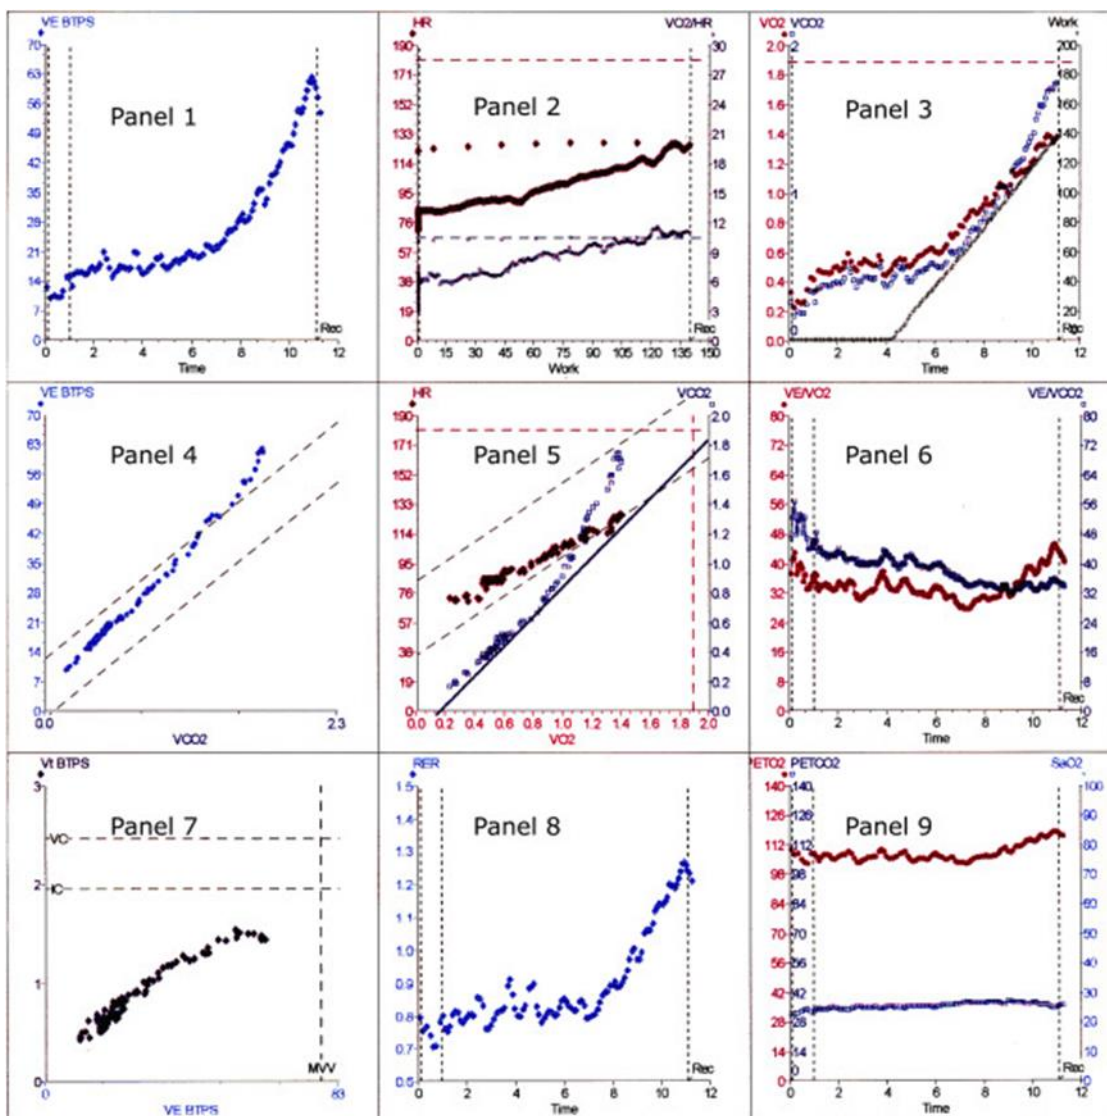 VE BTPS
70
63
56
49
42
35
28
21
14
7
0
Panel 1
Rec
0 2 4 6 8 10 12
Time
HR VO2/HR
190 30
171 27
152 24
133 21
114 18
95 15
76 12
57 9
38 6
19 3
0 0
Panel 2
Rec
0 15 30 45 60 75 90 105 120 140 150
Work
VO2 VCO2 Work
2.0 2 200
1.8 180
1.6 160
1.4 140
1.2 120
1.0 1 100
0.8 80
0.6 60
0.4 40
0.2 20
0.0 0
Panel 3
Rec
0 2 4 6 8 10 12
Time
VE BTPS
70
63
56
49
42
35
28
21
14
7
0
Panel 4
0.0 2.3
VCO2
HR VCO2
190 2.0
171 1.8
152 1.6
133 1.4
114 1.2
95 1.0
76 0.8
57 0.6
38 0.4
19 0.2
0 0.0
Panel 5
0.0 0.2 0.4 0.6 0.8 1.0 1.2 1.4 1.6 1.8 2.0
VO2
VE/VO2 VE/VCO2
80 80
72 72
64 64
56 56
48 48
40 40
32 32
24 24
16 16
8 8
0 0
Panel 6
Rec
0 2 4 6 8 10 12
Time
Vt BTPS
3
2
1
0
Panel 7
VC
IC
MVV
0 83
VE BTPS
RER
1.5
1.4
1.3
1.2
1.1
1.0
0.9
0.8
0.7
0.6
0.5
Panel 8
Rec
0 2 4 6 8 10 12
Time
PETO2 PETCO2 SaO2
140 140 100
126 126 90
112 112 80
98 98 70
84 84 60
70 70 50
56 56 40
42 42 30
28 28 20
14 14 10
0 0 0
Panel 9
Rec
0 2 4 6 8 10 12
Time